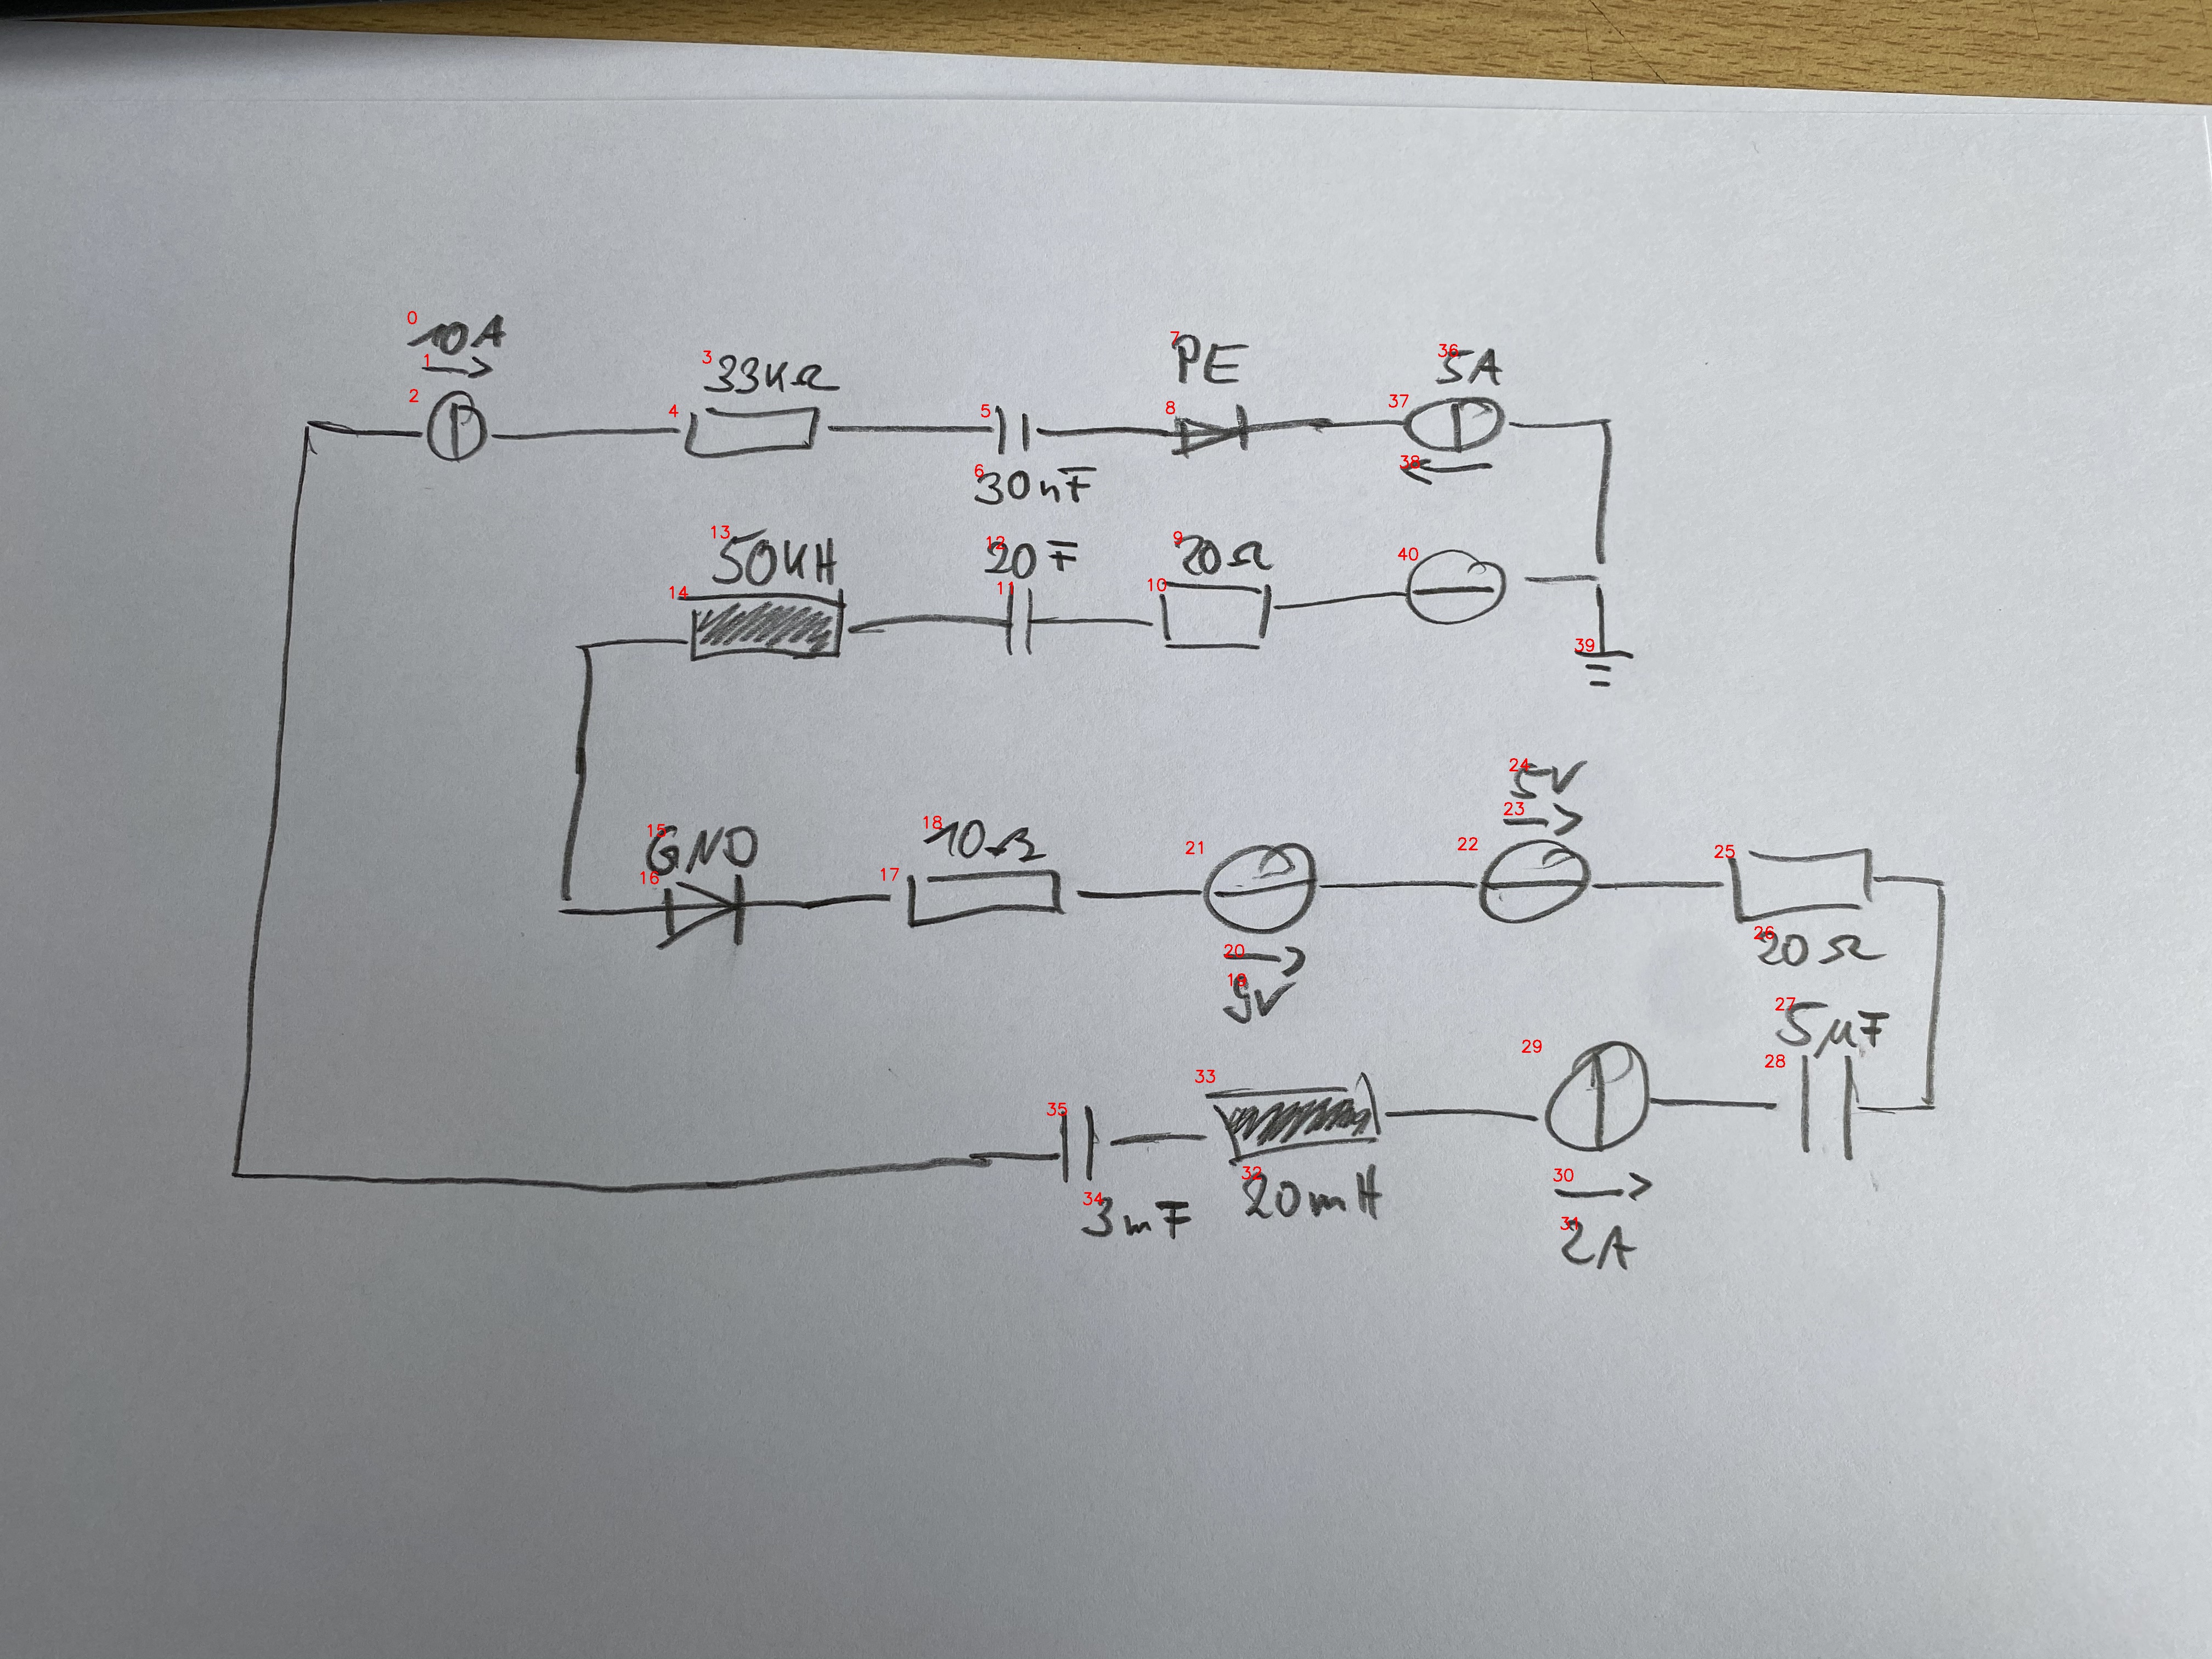 0 10A
1
2
3 33kΩ
4
5
6 30nF
7 PE
8
36 5A
37
38
13 50kH
14
12 20F
11
9 20Ω
10
40
39
15 GND
16
18 10Ω
17
21
20
19 9V
24 5V
23
22
25
26 20Ω
27 5μF
28
29
30
31 2A
33
32 20mH
35
34 3mF